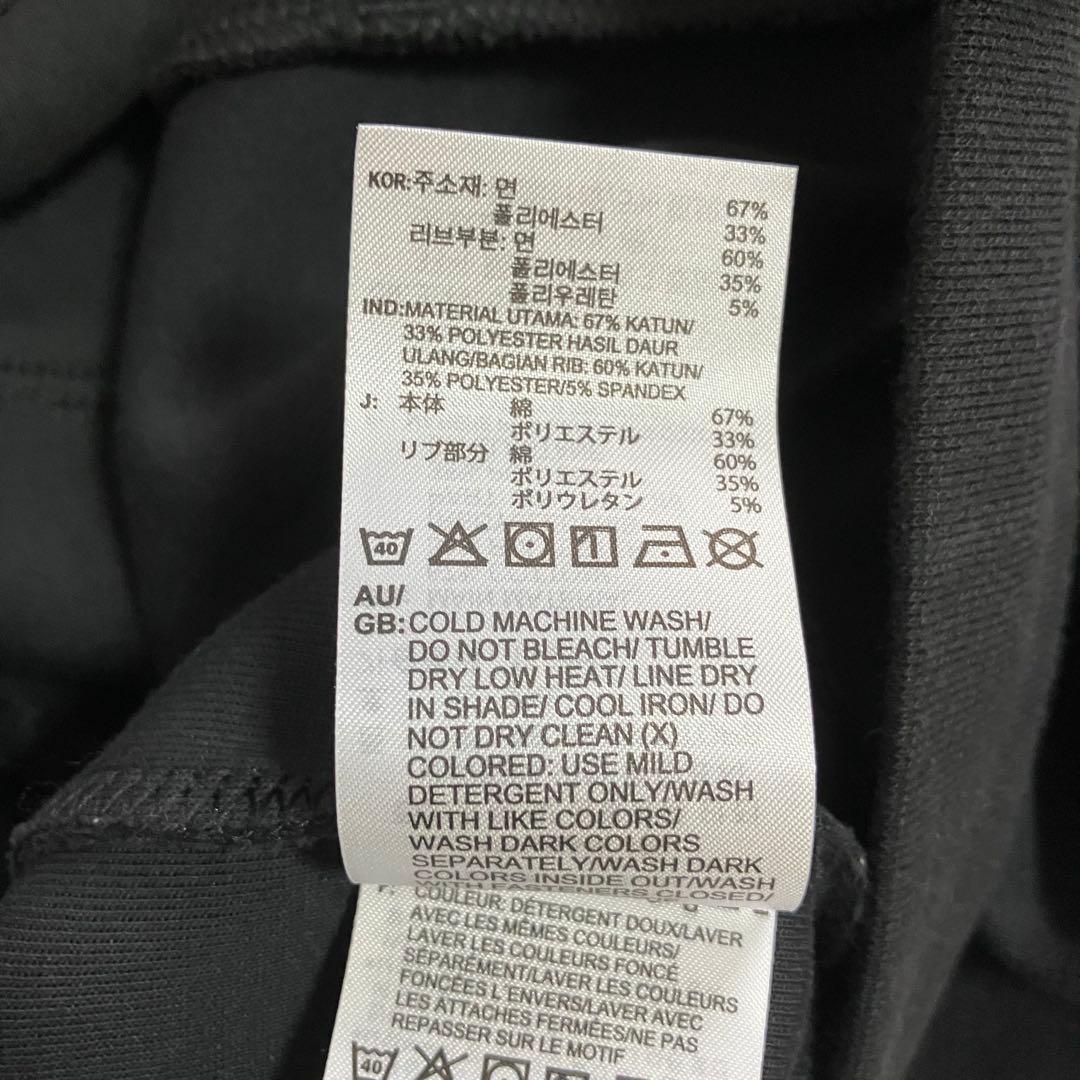 KOR:주소재: 면 67%
폴리에스터 33%
리브부분: 면 60%
폴리에스터 35%
폴리우레탄 5%
IND:MATERIAL UTAMA: 67% KATUN/
33% POLYESTER HASIL DAUR
ULANG/BAGIAN RIB: 60% KATUN/
35% POLYESTER/5% SPANDEX
J: 本体 綿 67%
ポリエステル 33%
リブ部分 綿 60%
ポリエステル 35%
ポリウレタン 5%
40
AU/
GB:COLD MACHINE WASH/
DO NOT BLEACH/ TUMBLE
DRY LOW HEAT/ LINE DRY
IN SHADE/ COOL IRON/ DO
NOT DRY CLEAN (X)
COLORED: USE MILD
DETERGENT ONLY/WASH
WITH LIKE COLORS/
WASH DARK COLORS
SEPARATELY/WASH DARK
COLORS INSIDE OUT/WASH
WITH FASTENERS CLOSED/
COULEUR: DÉTERGENT DOUX/LAVER
AVEC LES MÊMES COULEURS/
LAVER LES COULEURS FONCÉ
SÉPARÉMENT/LAVER LES COULEURS
FONCÉES L'ENVERS/LAVER AVEC
LES ATTACHES FERMÉES/NE PAS
REPASSER SUR LE MOTIF
40